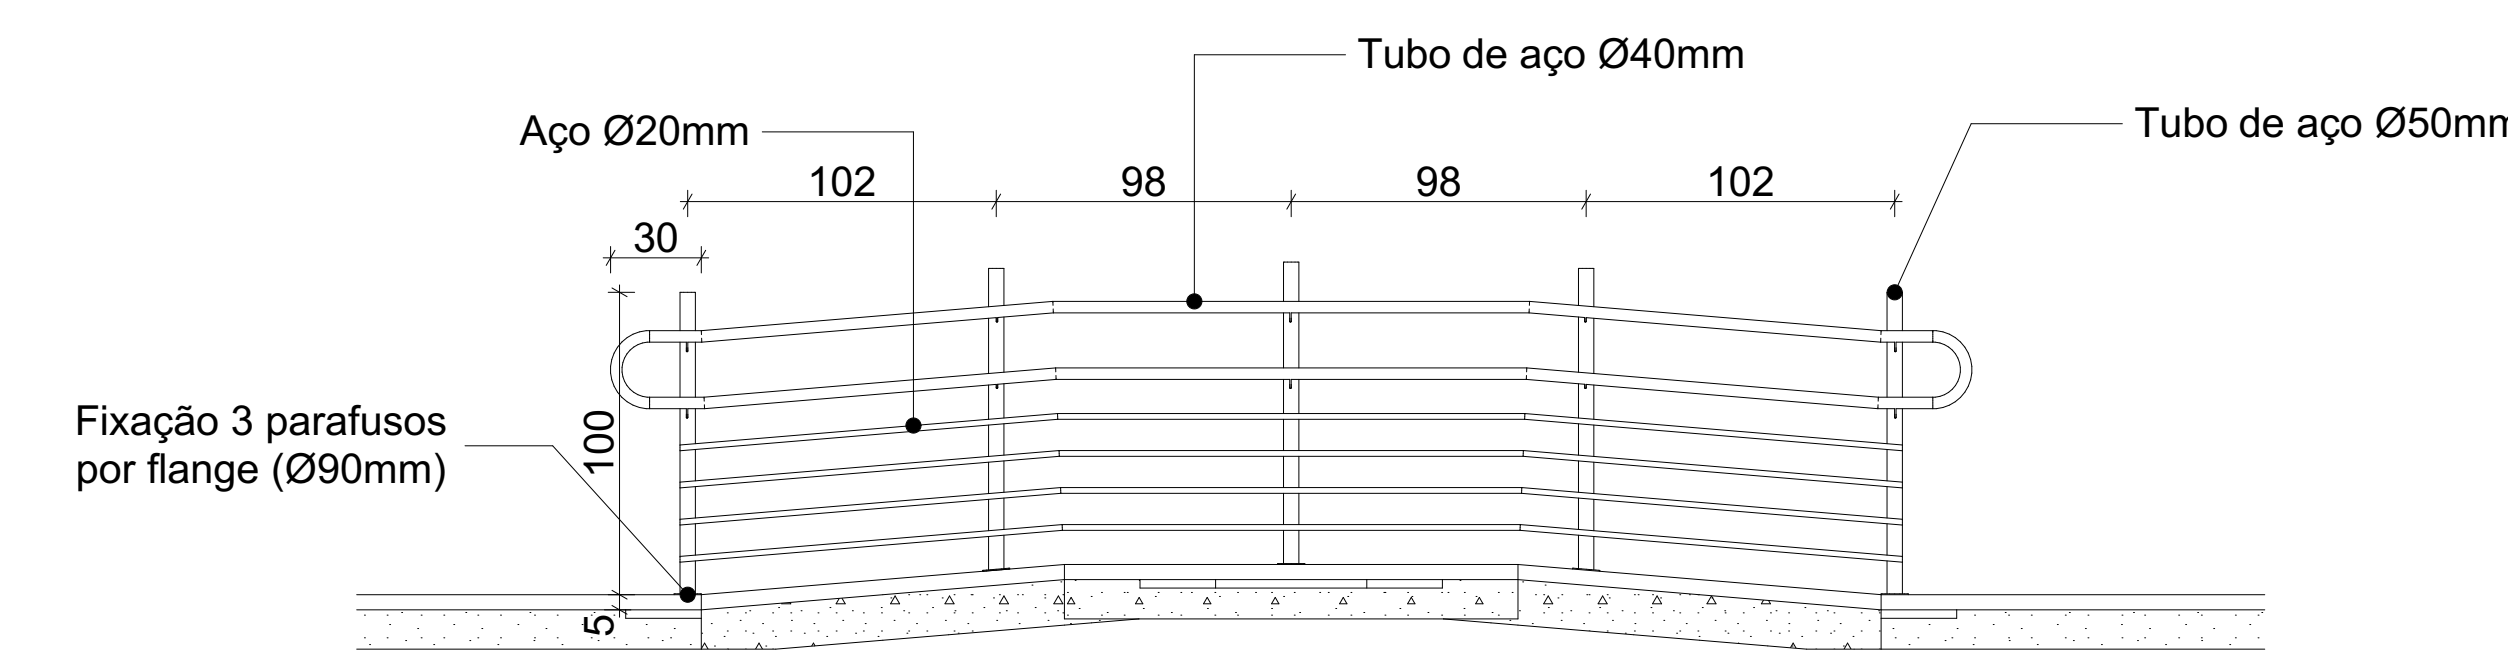 Tubo de aço Ø40mm
Aço Ø20mm
Tubo de aço Ø50mm
102
98
98
102
30
Fixação 3 parafusos
por flange (Ø90mm)
100
5